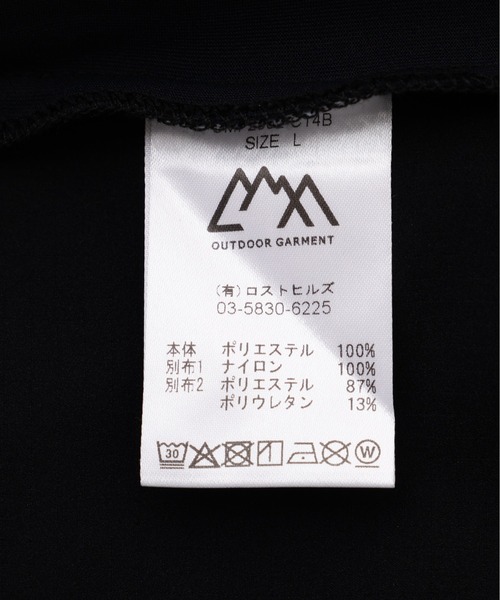 SIZE L
OUTDOOR GARMENT
(有)ロストヒルズ
03-5830-6225
本体 ポリエステル 100%
別布1 ナイロン 100%
別布2 ポリエステル 87%
ポリウレタン 13%
30
W